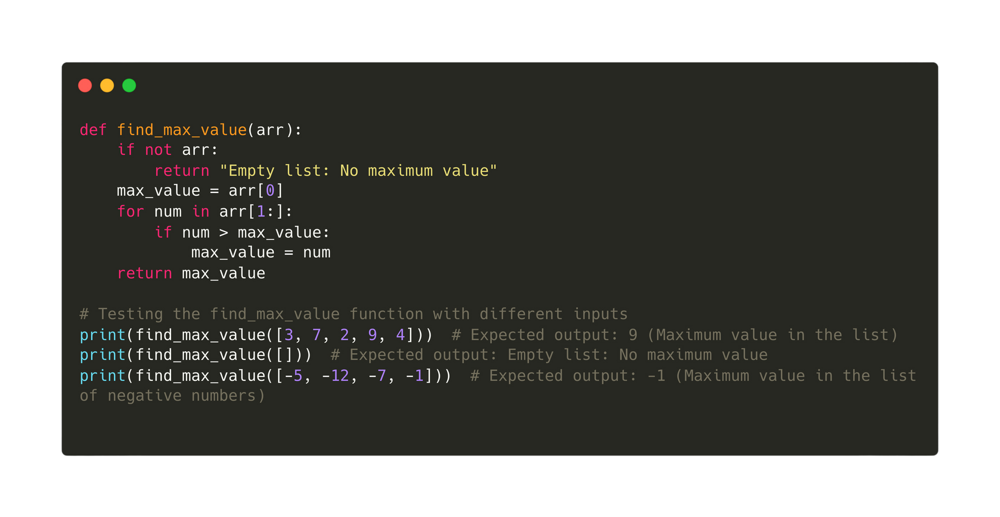 def find_max_value(arr):
    if not arr:
        return "Empty list: No maximum value"
    max_value = arr[0]
    for num in arr[1:]:
        if num > max_value:
            max_value = num
    return max_value

# Testing the find_max_value function with different inputs
print(find_max_value([3, 7, 2, 9, 4]))  # Expected output: 9 (Maximum value in the list)
print(find_max_value([]))  # Expected output: Empty list: No maximum value
print(find_max_value([-5, -12, -7, -1]))  # Expected output: -1 (Maximum value in the list
of negative numbers)